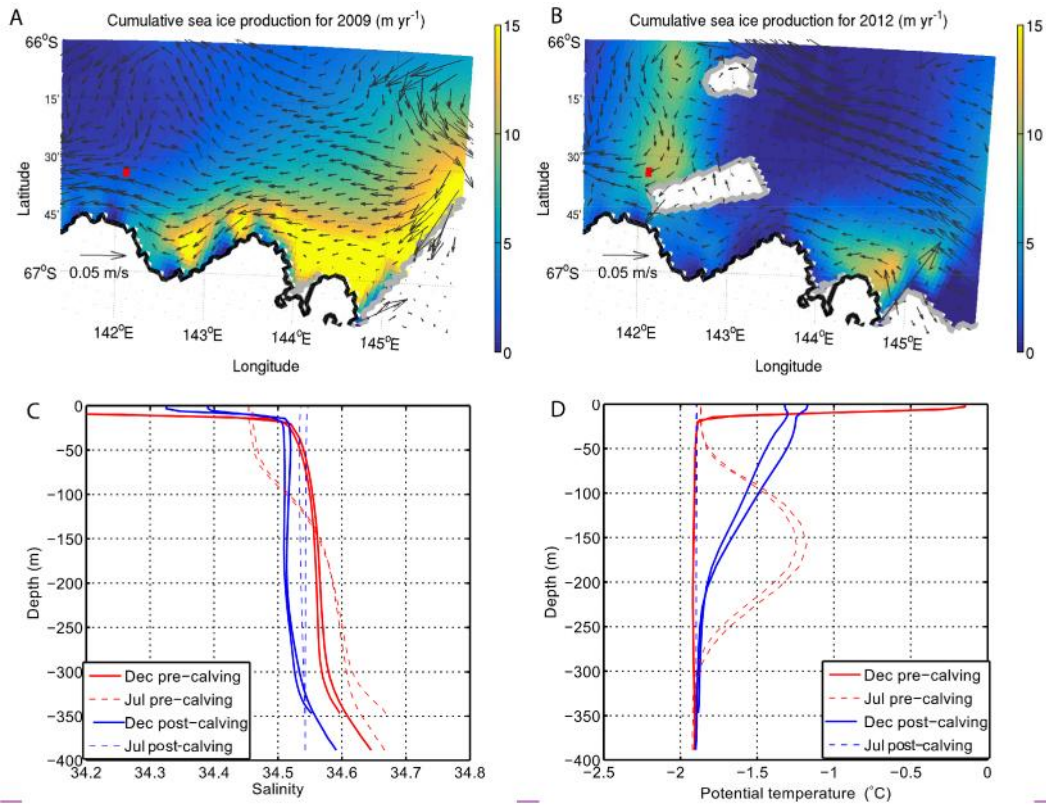 A
Cumulative sea ice production for 2009 (m yr⁻¹)
66°S
15'
30'
45'
67°S
Latitude
0.05 m/s
142°E
143°E
144°E
145°E
Longitude
15
10
5
0
B
Cumulative sea ice production for 2012 (m yr⁻¹)
66°S
15'
30'
45'
67°S
Latitude
0.05 m/s
142°E
143°E
144°E
145°E
Longitude
15
10
5
0
C
0
−50
−100
−150
−200
−250
−300
−350
−400
Depth (m)
Dec pre−calving
Jul pre−calving
Dec post−calving
Jul post−calving
34.2
34.3
34.4
34.5
34.6
34.7
34.8
Salinity
D
0
−50
−100
−150
−200
−250
−300
−350
−400
Depth (m)
Dec pre−calving
Jul pre−calving
Dec post−calving
Jul post−calving
−2.5
−2
−1.5
−1
−0.5
0
Potential temperature (°C)